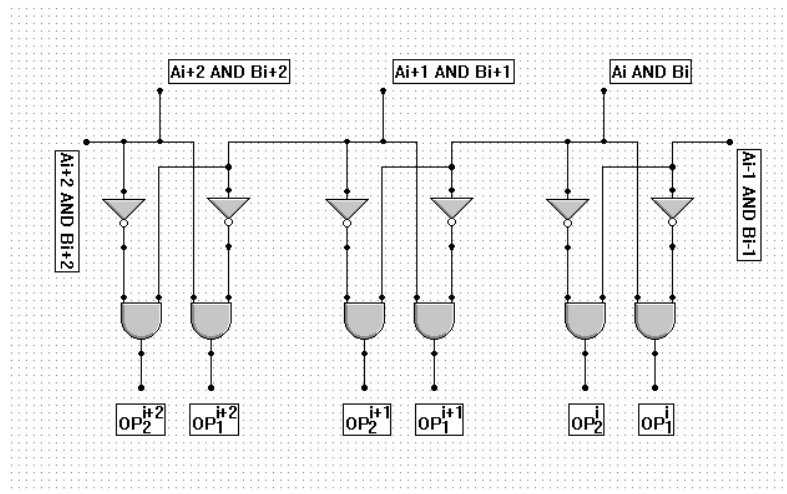 Ai+2 AND Bi+2
Ai+1 AND Bi+1
Ai AND Bi
Ai+2 AND Bi+2
Ai-1 AND Bi-1
OP₂ⁱ⁺²
OP₁ⁱ⁺²
OP₂ⁱ⁺¹
OP₁ⁱ⁺¹
OP₂ⁱ
OP₁ⁱ